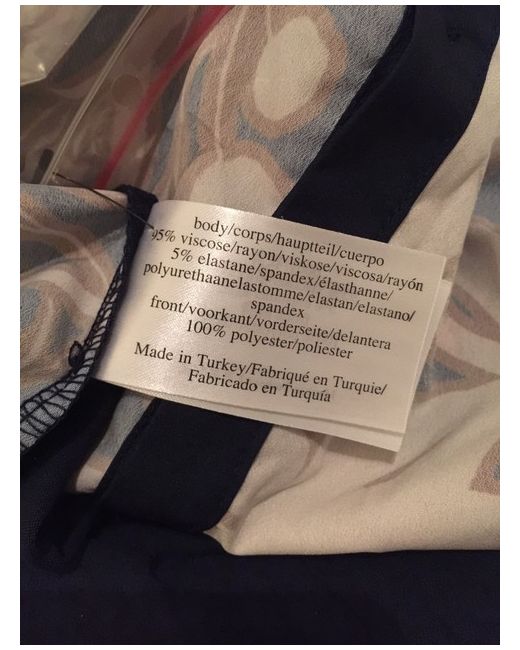 body/corps/hauptteil/cuerpo
95% viscose/rayon/viskose/viscosa/rayón
5% elastane/spandex/élasthanne/
polyurethaanelastomme/elastan/elastano/
spandex
front/voorkant/vorderseite/delantera
100% polyester/poliester
Made in Turkey/Fabriqué en Turquie/
Fabricado en Turquía